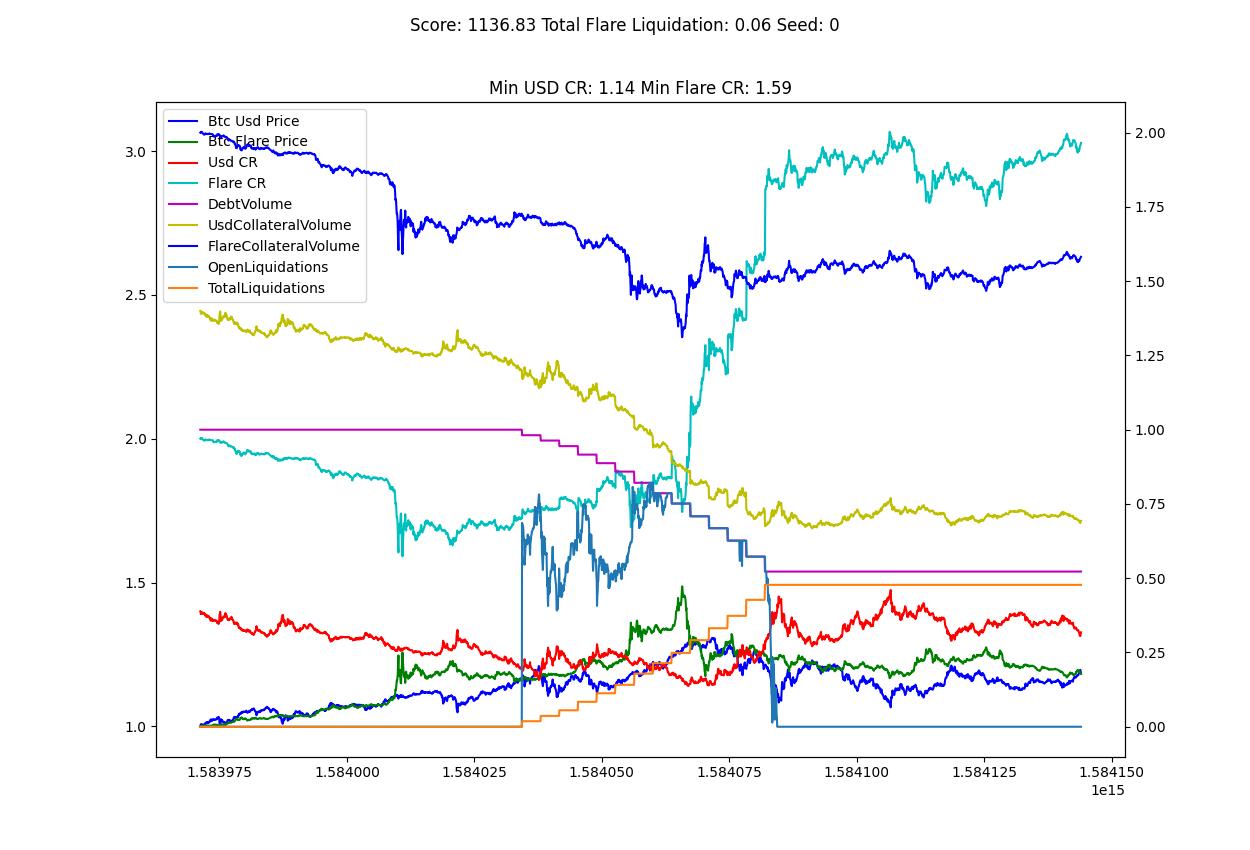 Score: 1136.83 Total Flare Liquidation: 0.06 Seed: 0
Min USD CR: 1.14 Min Flare CR: 1.59
Btc Usd Price
Btc Flare Price
Usd CR
Flare CR
DebtVolume
UsdCollateralVolume
FlareCollateralVolume
OpenLiquidations
TotalLiquidations
3.0
2.5
2.0
1.5
1.0
2.00
1.75
1.50
1.25
1.00
0.75
0.50
0.25
0.00
1.583975 1.584000 1.584025 1.584050 1.584075 1.584100 1.584125 1.584150
1e15